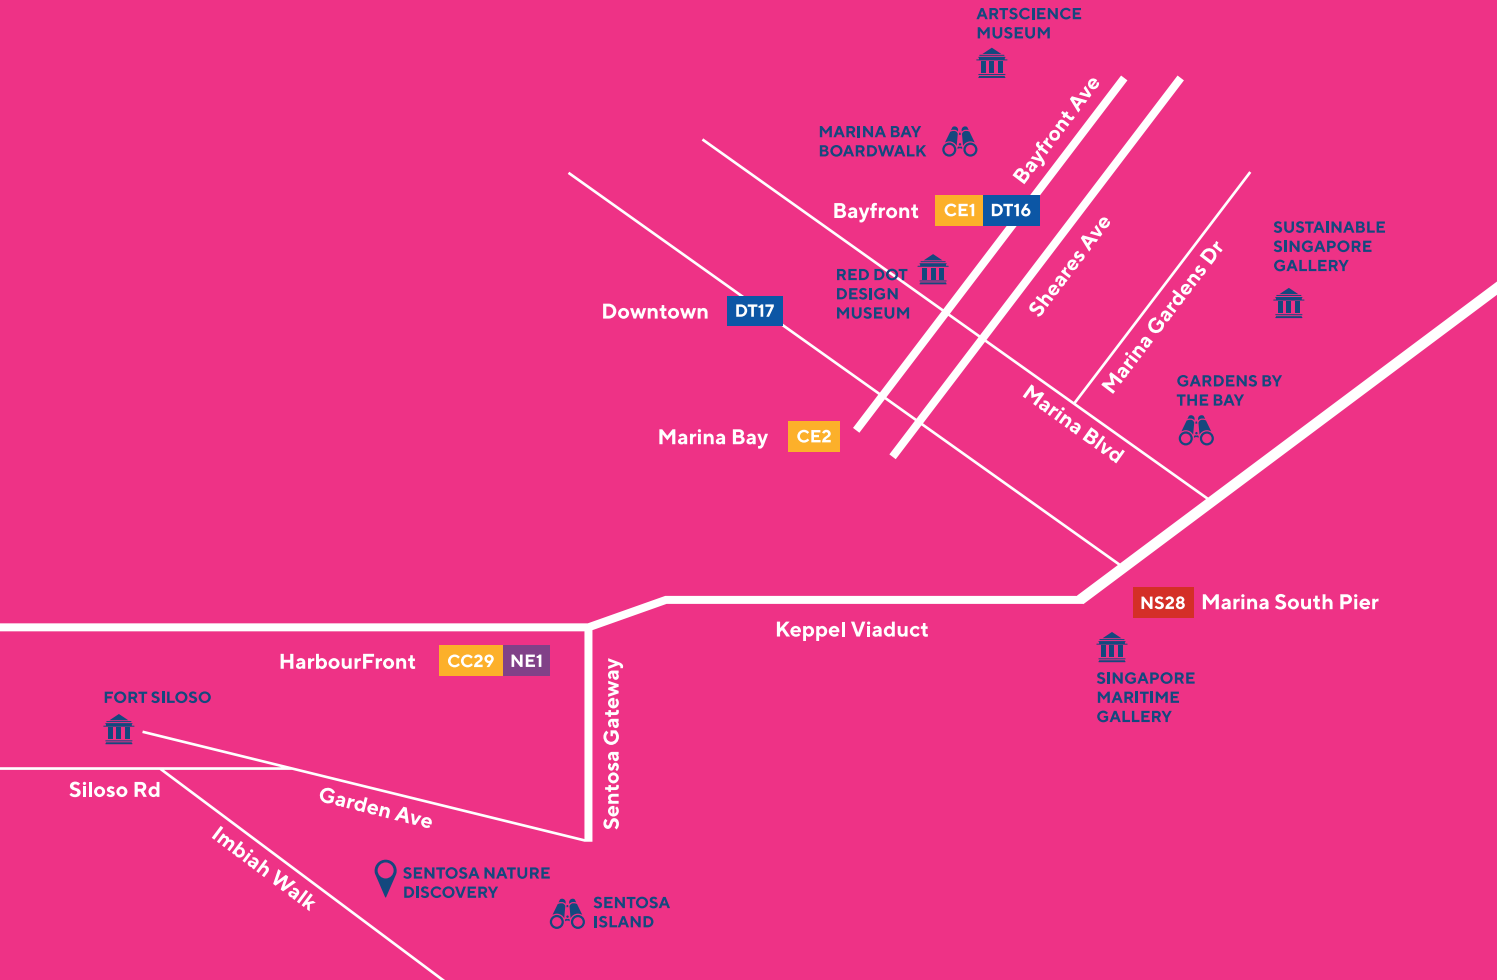 ARTSCIENCE
MUSEUM
Bayfront Ave
MARINA BAY
BOARDWALK
Bayfront CE1 DT16
Sheares Ave
SUSTAINABLE
SINGAPORE
GALLERY
Marina Gardens Dr
RED DOT
DESIGN
MUSEUM
Downtown DT17
GARDENS BY
THE BAY
Marina Blvd
Marina Bay CE2
NS28 Marina South Pier
Keppel Viaduct
SINGAPORE
MARITIME
GALLERY
HarbourFront CC29 NE1
Sentosa Gateway
FORT SILOSO
Siloso Rd
Garden Ave
Imbiah Walk
SENTOSA NATURE
DISCOVERY
SENTOSA
ISLAND